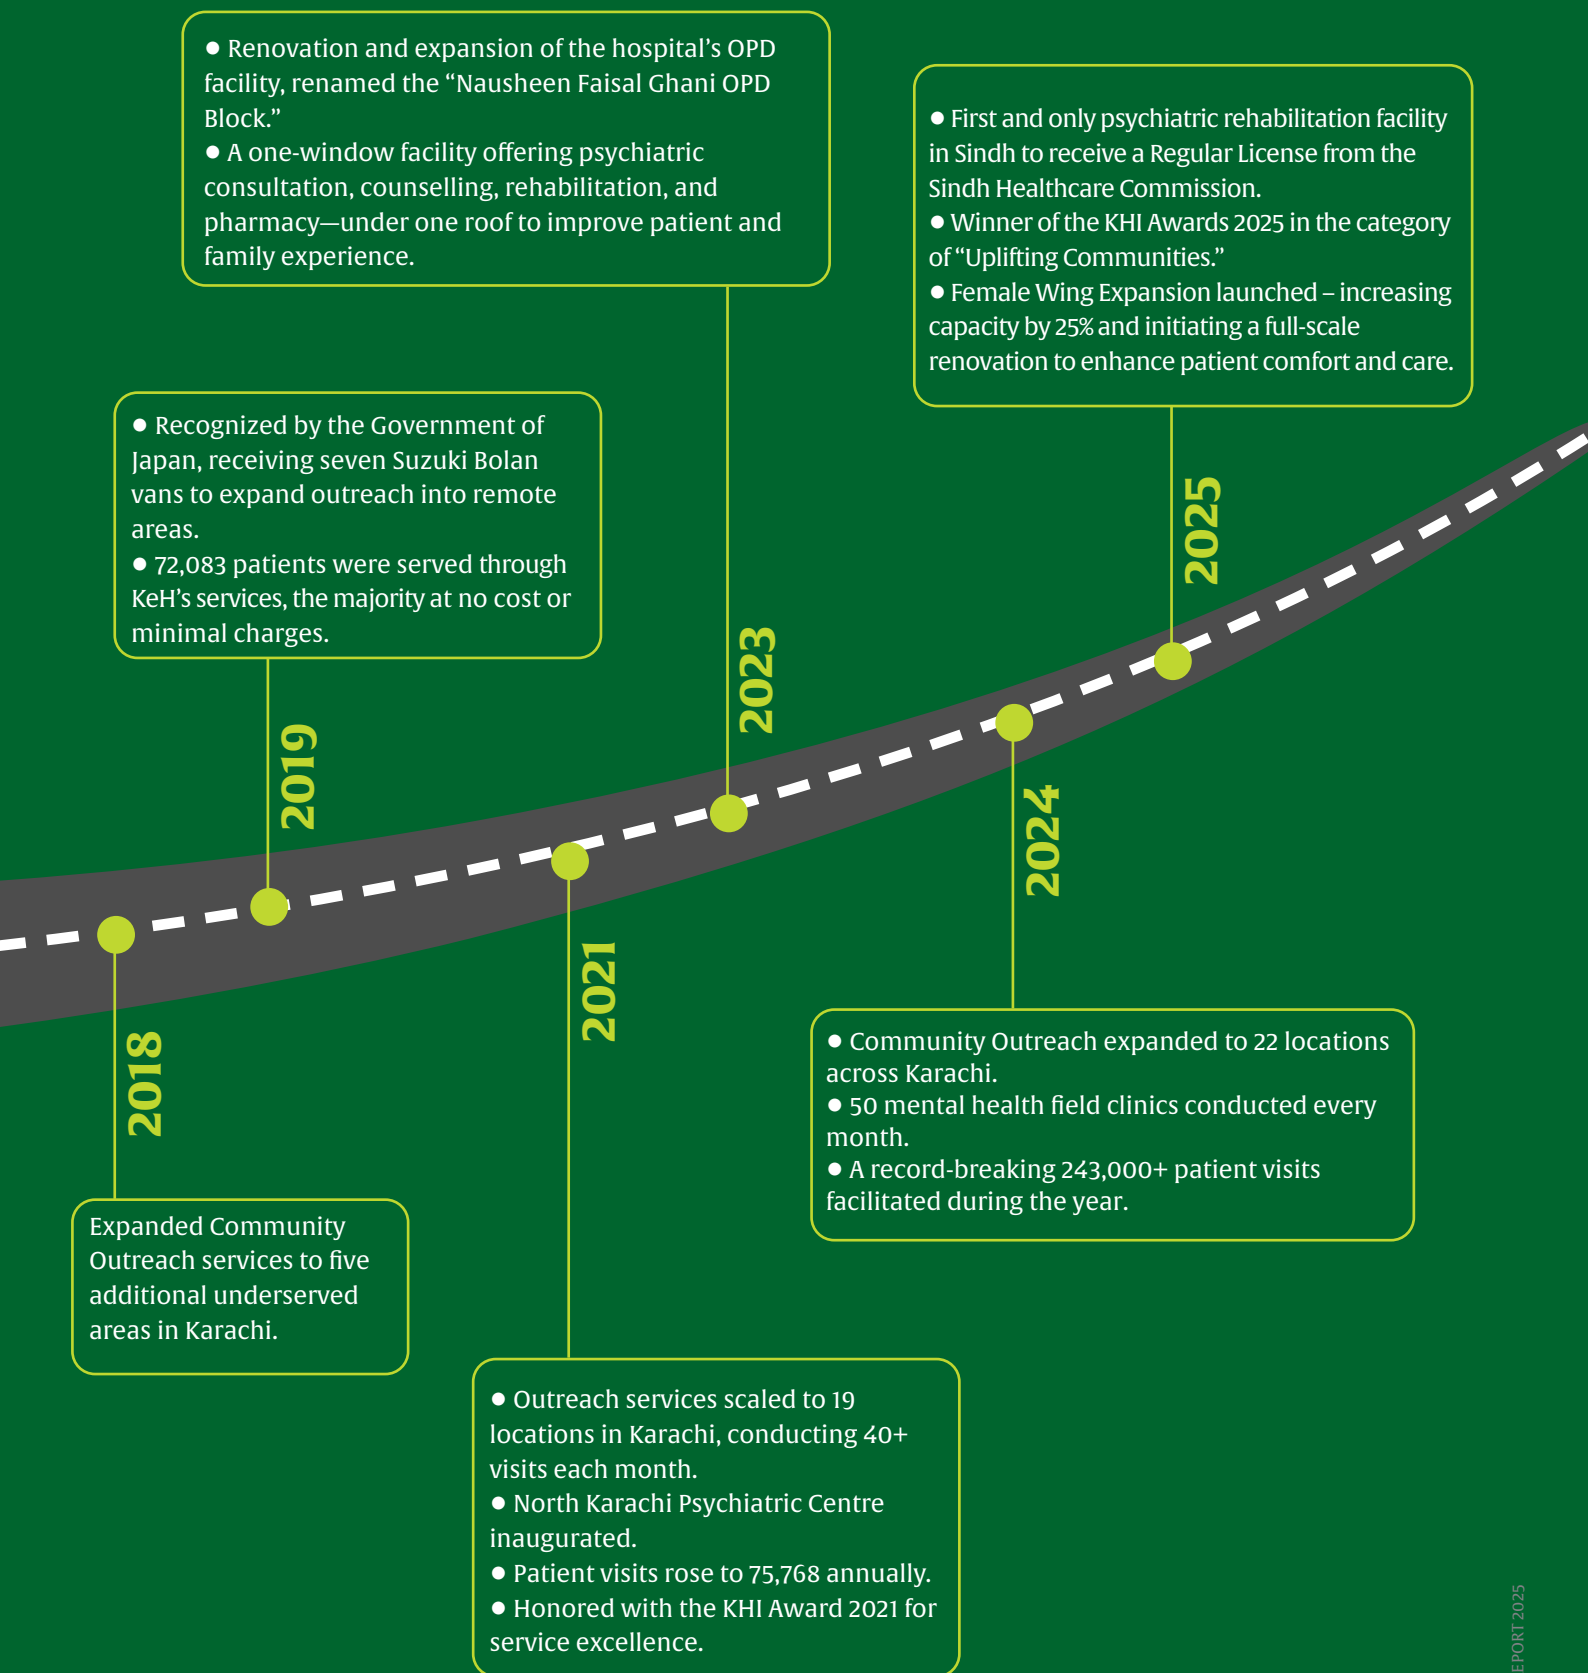 ● Renovation and expansion of the hospital’s OPD
facility, renamed the “Nausheen Faisal Ghani OPD
Block.”
● A one-window facility offering psychiatric
consultation, counselling, rehabilitation, and
pharmacy—under one roof to improve patient and
family experience.
● First and only psychiatric rehabilitation facility
in Sindh to receive a Regular License from the
Sindh Healthcare Commission.
● Winner of the KHI Awards 2025 in the category
of “Uplifting Communities.”
● Female Wing Expansion launched – increasing
capacity by 25% and initiating a full-scale
renovation to enhance patient comfort and care.
● Recognized by the Government of
Japan, receiving seven Suzuki Bolan
vans to expand outreach into remote
areas.
● 72,083 patients were served through
KeH’s services, the majority at no cost or
minimal charges.
2025
2023
2019
2024
2021
2018
● Community Outreach expanded to 22 locations
across Karachi.
● 50 mental health field clinics conducted every
month.
● A record-breaking 243,000+ patient visits
facilitated during the year.
Expanded Community
Outreach services to five
additional underserved
areas in Karachi.
● Outreach services scaled to 19
locations in Karachi, conducting 40+
visits each month.
● North Karachi Psychiatric Centre
inaugurated.
● Patient visits rose to 75,768 annually.
● Honored with the KHI Award 2021 for
service excellence.
EPORT 2025